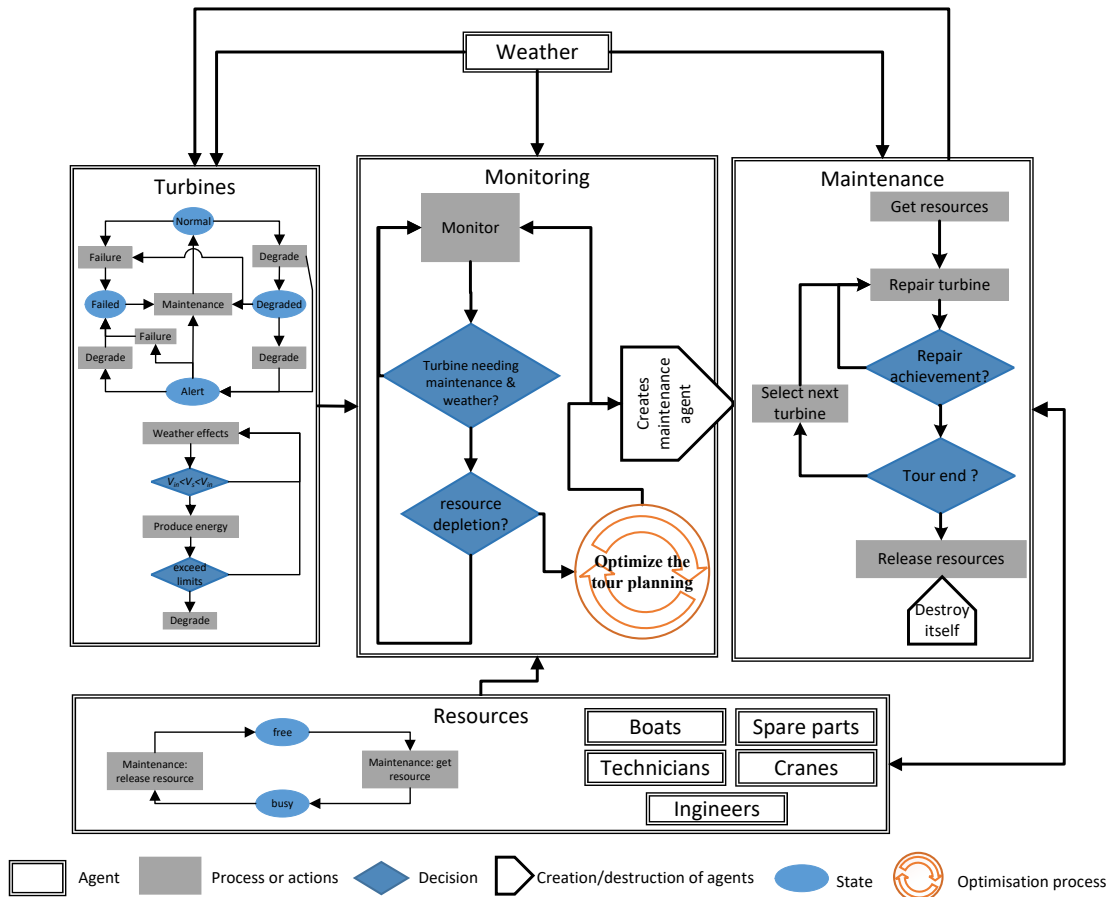 Weather
Turbines
Normal
Failure
Degrade
Failed
Maintenance
Degraded
Failure
Degrade
Degrade
Alert
Weather effects
Vin<Vs<Vin
Produce energy
exceed
limits
Degrade
Monitoring
Monitor
Turbine needing
maintenance &
weather?
resource
depletion?
Optimize the
tour planning
Creates
maintenance
agent
Maintenance
Get resources
Repair turbine
Repair
achievement?
Select next
turbine
Tour end ?
Release resources
Destroy
itself
Resources
free
Maintenance:
release resource
Maintenance: get
resource
busy
Boats
Spare parts
Technicians
Cranes
Ingineers
Agent
Process or actions
Decision
Creation/destruction of agents
State
Optimisation process